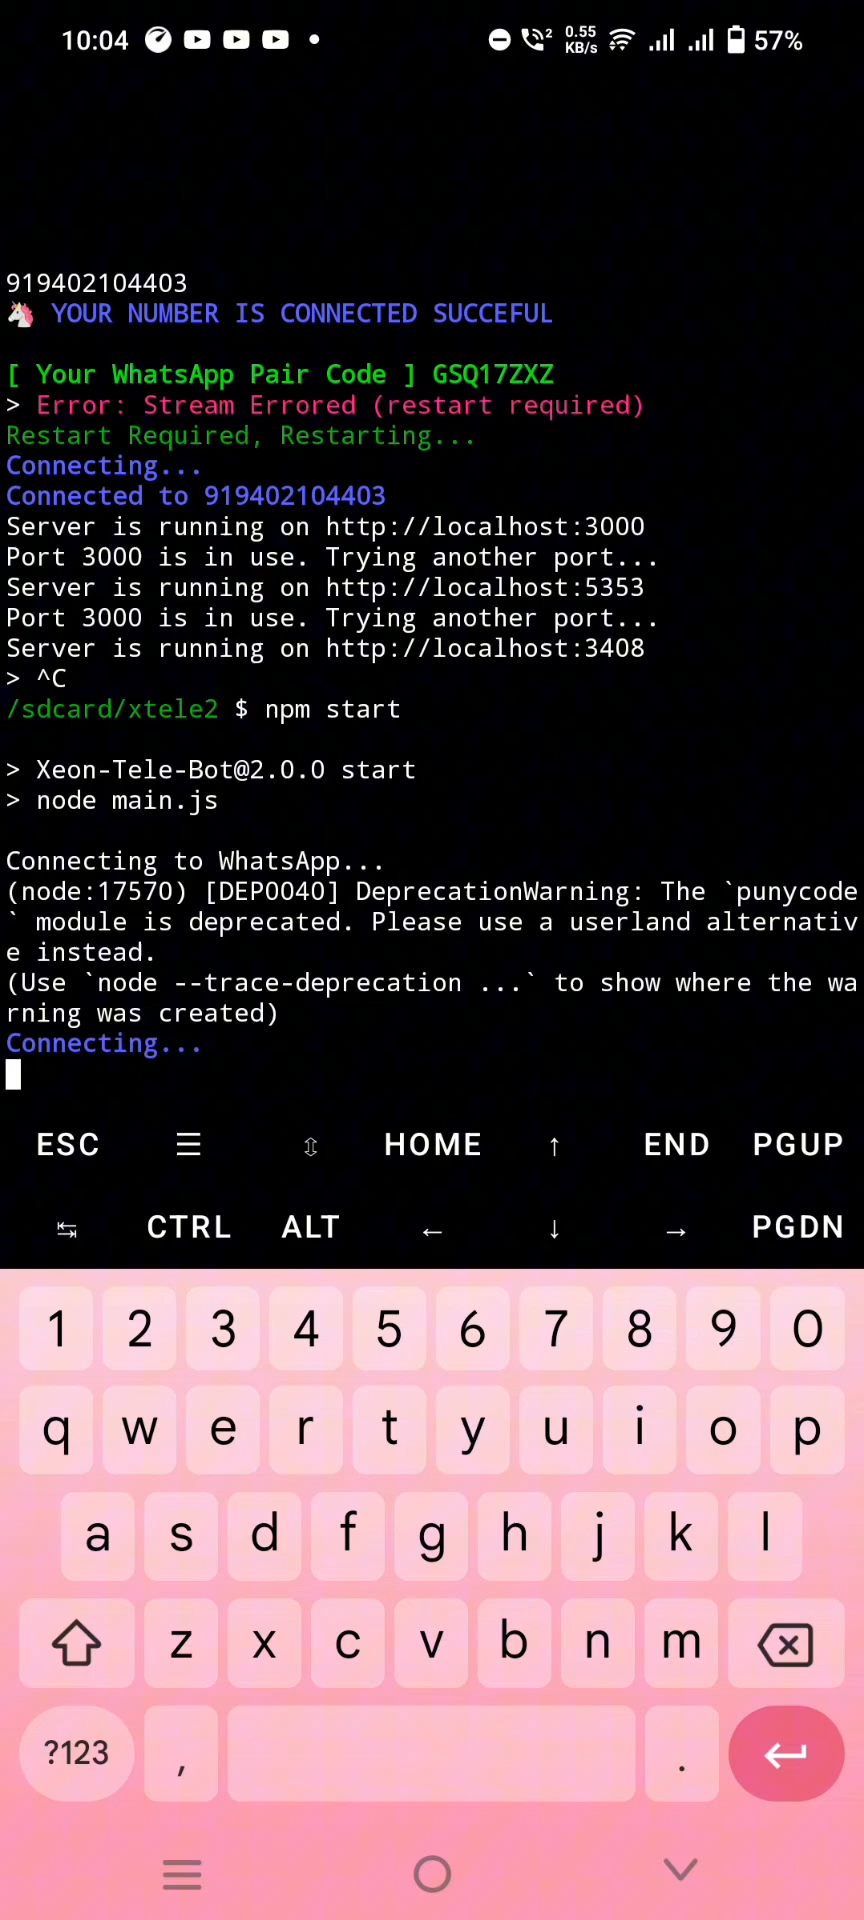 10:04 2 0.55 KB/s 57%
919402104403
🦄 YOUR NUMBER IS CONNECTED SUCCEFUL
[ Your WhatsApp Pair Code ] GSQ17ZXZ
> Error: Stream Errored (restart required)
Restart Required, Restarting...
Connecting...
Connected to 919402104403
Server is running on http://localhost:3000
Port 3000 is in use. Trying another port...
Server is running on http://localhost:5353
Port 3000 is in use. Trying another port...
Server is running on http://localhost:3408
> ^C
/sdcard/xtele2 $ npm start
> Xeon-Tele-Bot@2.0.0 start
> node main.js
Connecting to WhatsApp...
(node:17570) [DEP0040] DeprecationWarning: The `punycode
` module is deprecated. Please use a userland alternativ
e instead.
(Use `node --trace-deprecation ...` to show where the wa
rning was created)
Connecting...
ESC ☰ ⇳ HOME ↑ END PGUP
↹ CTRL ALT ← ↓ → PGDN
1 2 3 4 5 6 7 8 9 0
q w e r t y u i o p
a s d f g h j k l
z x c v b n m
?123 , .